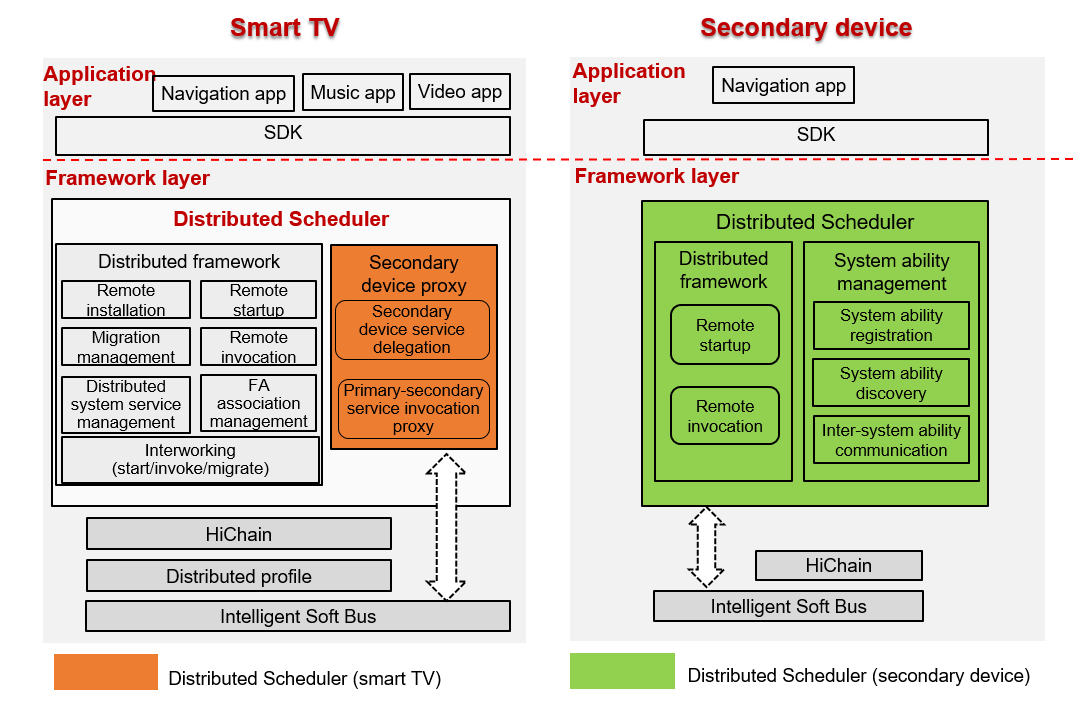 Smart TV
Application
layer
Navigation app
Music app
Video app
SDK
Framework layer
Distributed Scheduler
Distributed framework
Remote
installation
Remote
startup
Migration
management
Remote
invocation
Distributed
system service
management
FA
association
management
Interworking
(start/invoke/migrate)
Secondary
device proxy
Secondary
device service
delegation
Primary-secondary
service invocation
proxy
HiChain
Distributed profile
Intelligent Soft Bus
Distributed Scheduler (smart TV)
Secondary device
Application
layer
Navigation app
SDK
Framework layer
Distributed Scheduler
Distributed
framework
Remote
startup
Remote
invocation
System ability
management
System ability
registration
System ability
discovery
Inter-system ability
communication
HiChain
Intelligent Soft Bus
Distributed Scheduler (secondary device)